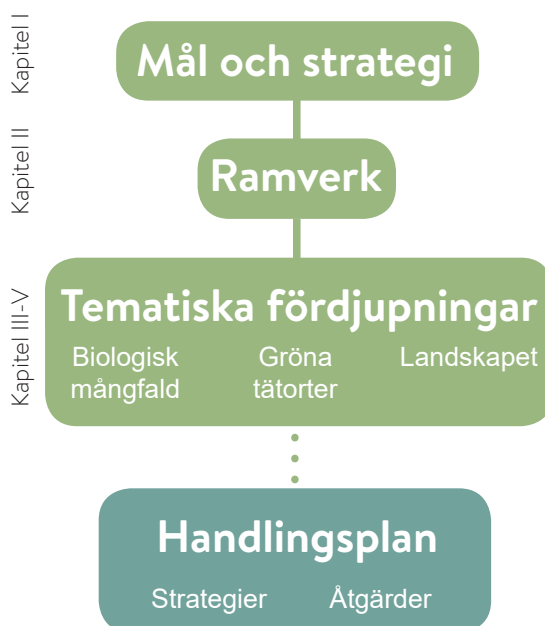 Kapitel I
Mål och strategi
Kapitel II
Ramverk
Kapitel III-V
Tematiska fördjupningar
Biologisk
mångfald
Gröna
tätorter
Landskapet
Handlingsplan
Strategier
Åtgärder